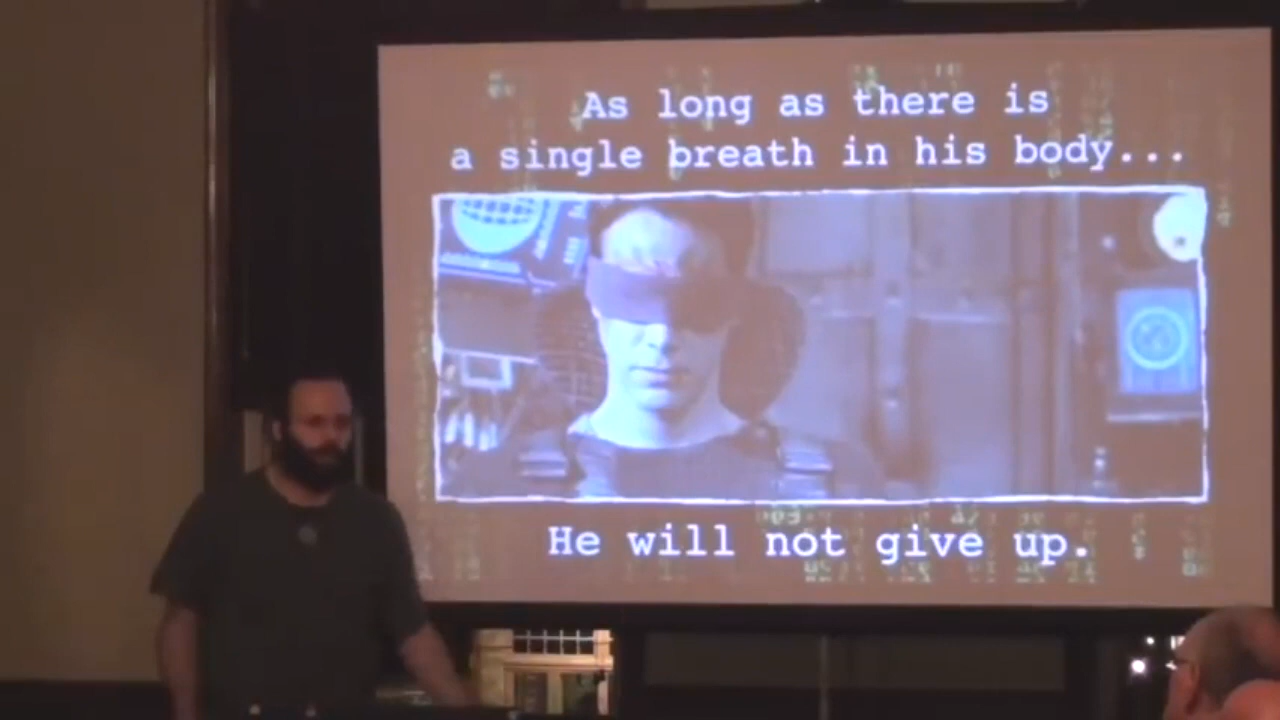 As long as there is
a single breath in his body...
He will not give up.